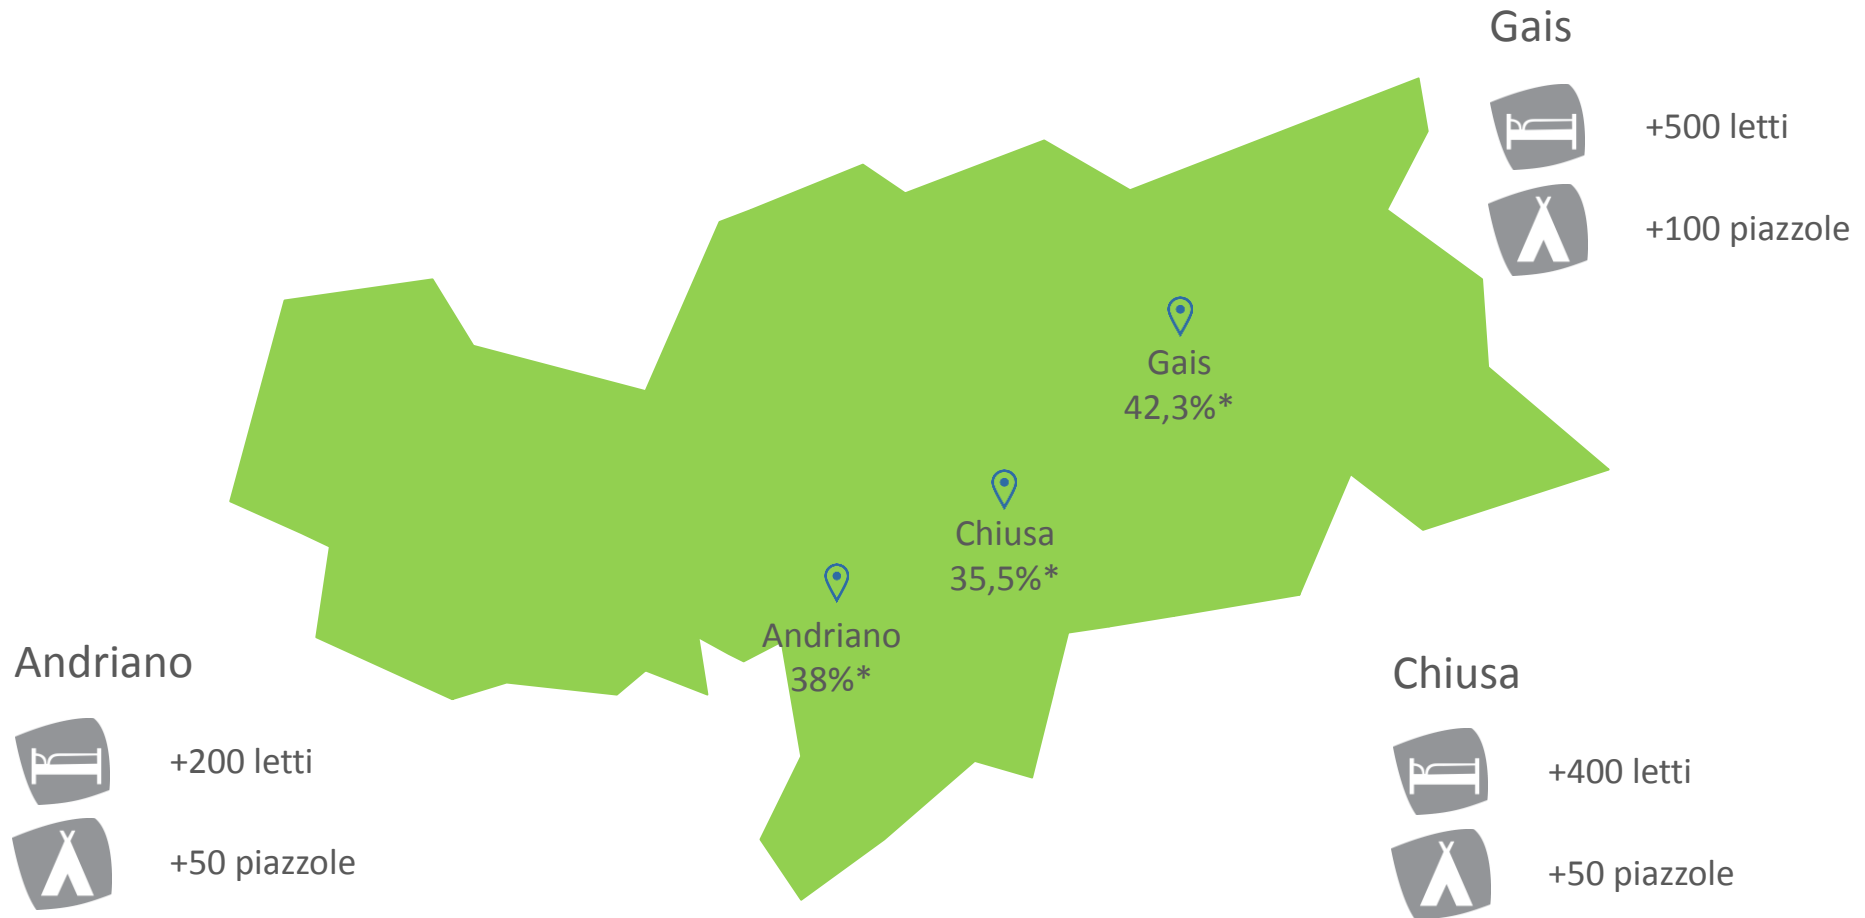 Gais
+500 letti
+100 piazzole
Gais
42,3%*
Chiusa
35,5%*
Andriano
38%*
Andriano
+200 letti
+50 piazzole
Chiusa
+400 letti
+50 piazzole